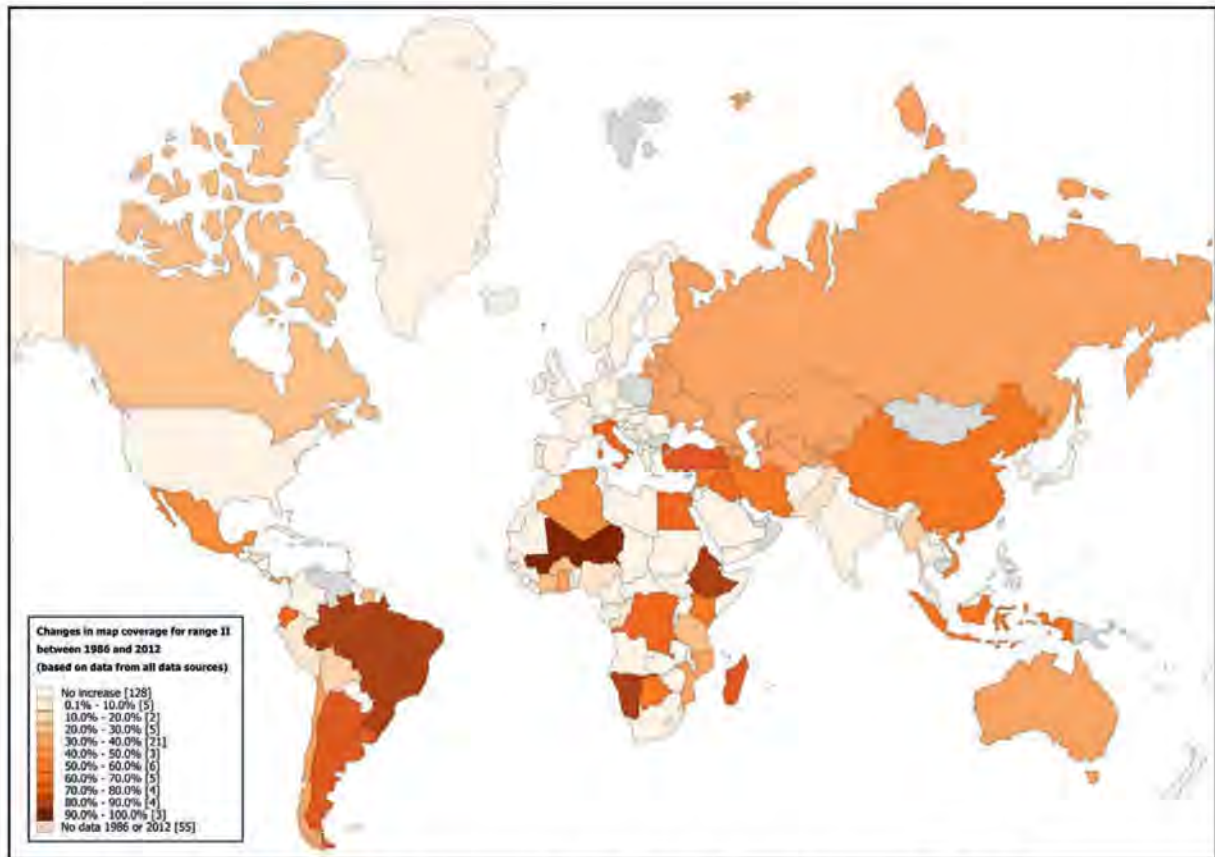 Changes in map coverage for range II
between 1986 and 2012
(based on data from all data sources)
No increase [128]
0.1% - 10.0% [5]
10.0% - 20.0% [2]
20.0% - 30.0% [5]
30.0% - 40.0% [21]
40.0% - 50.0% [3]
50.0% - 60.0% [6]
60.0% - 70.0% [5]
70.0% - 80.0% [4]
80.0% - 90.0% [4]
90.0% - 100.0% [3]
No data 1986 or 2012 [55]